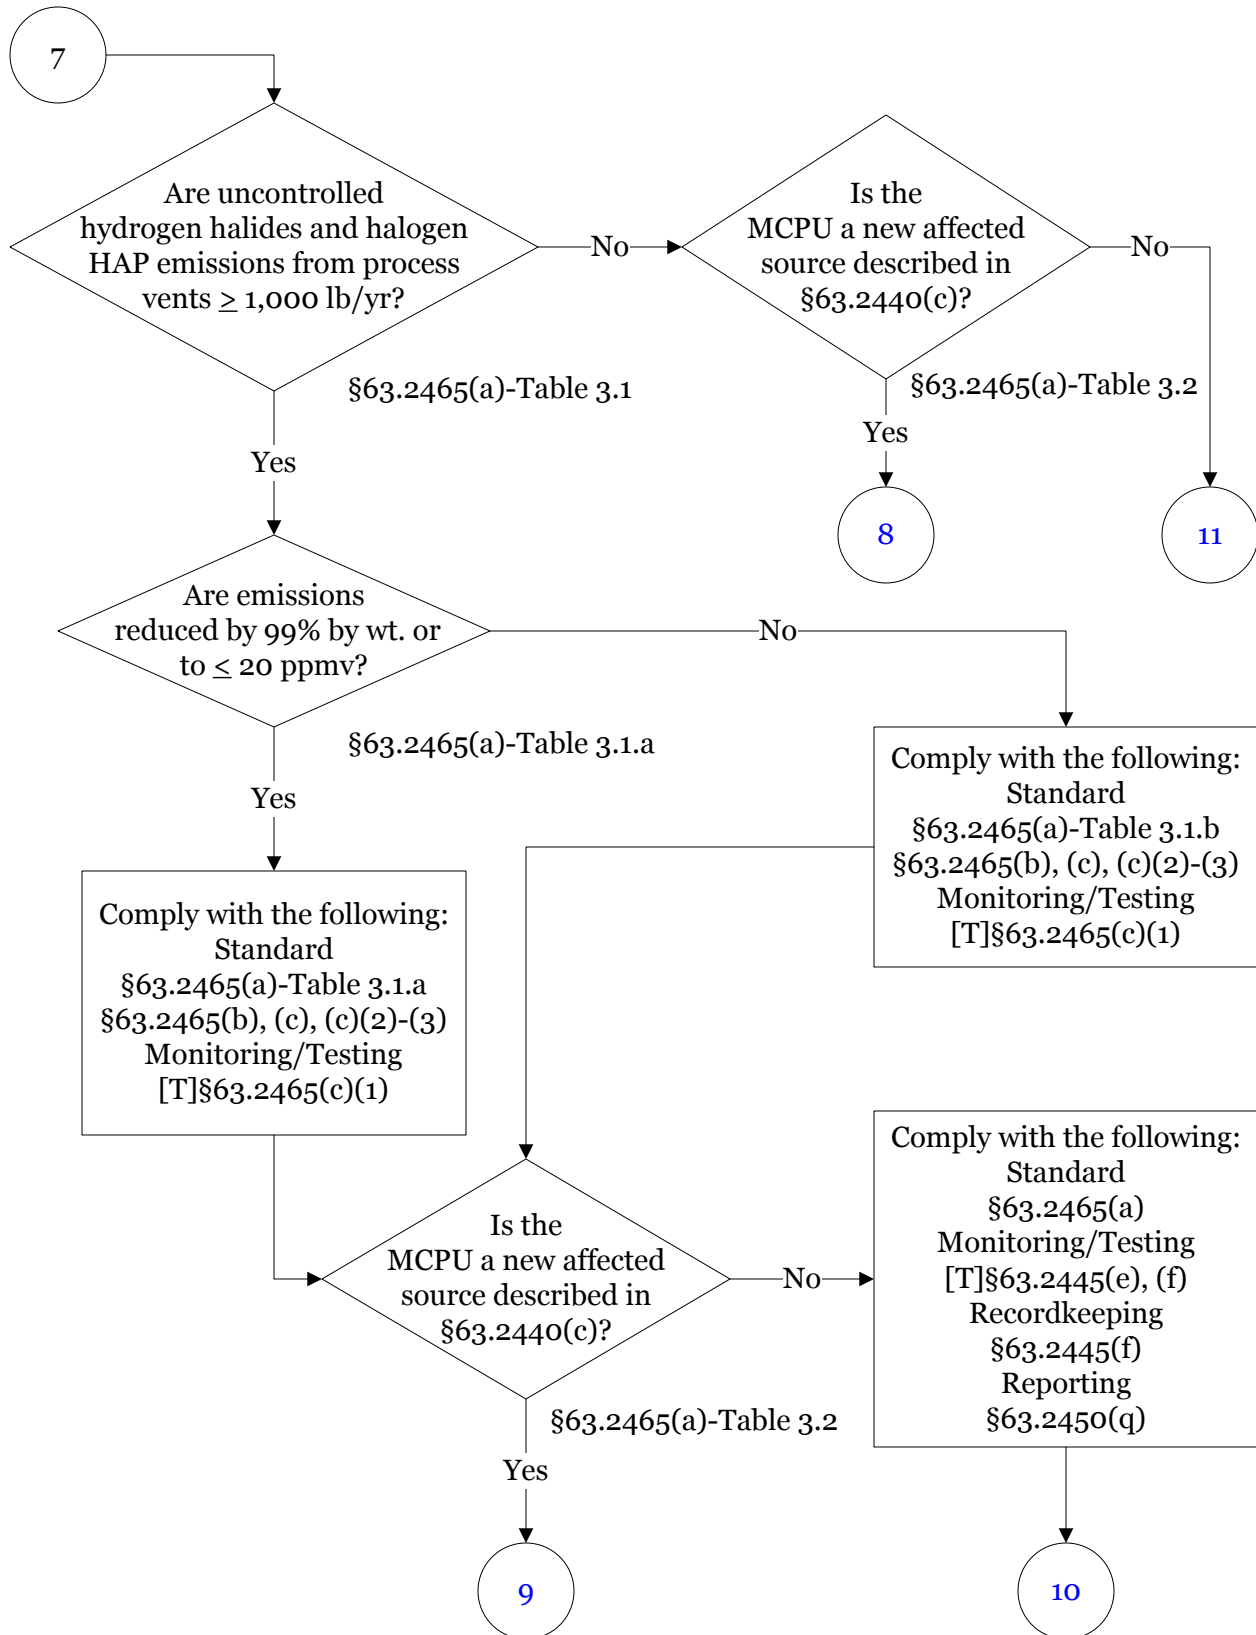 7
Are uncontrolled
hydrogen halides and halogen
HAP emissions from process
vents ≥ 1,000 lb/yr?
No
Is the
MCPU a new affected
source described in
§63.2440(c)?
No
§63.2465(a)-Table 3.1
§63.2465(a)-Table 3.2
Yes
Yes
8
11
Are emissions
reduced by 99% by wt. or
to ≤ 20 ppmv?
No
§63.2465(a)-Table 3.1.a
Yes
Comply with the following:
Standard
§63.2465(a)-Table 3.1.b
§63.2465(b), (c), (c)(2)-(3)
Monitoring/Testing
[T]§63.2465(c)(1)
Comply with the following:
Standard
§63.2465(a)-Table 3.1.a
§63.2465(b), (c), (c)(2)-(3)
Monitoring/Testing
[T]§63.2465(c)(1)
Is the
MCPU a new affected
source described in
§63.2440(c)?
No
Comply with the following:
Standard
§63.2465(a)
Monitoring/Testing
[T]§63.2445(e), (f)
Recordkeeping
§63.2445(f)
Reporting
§63.2450(q)
§63.2465(a)-Table 3.2
Yes
9
10